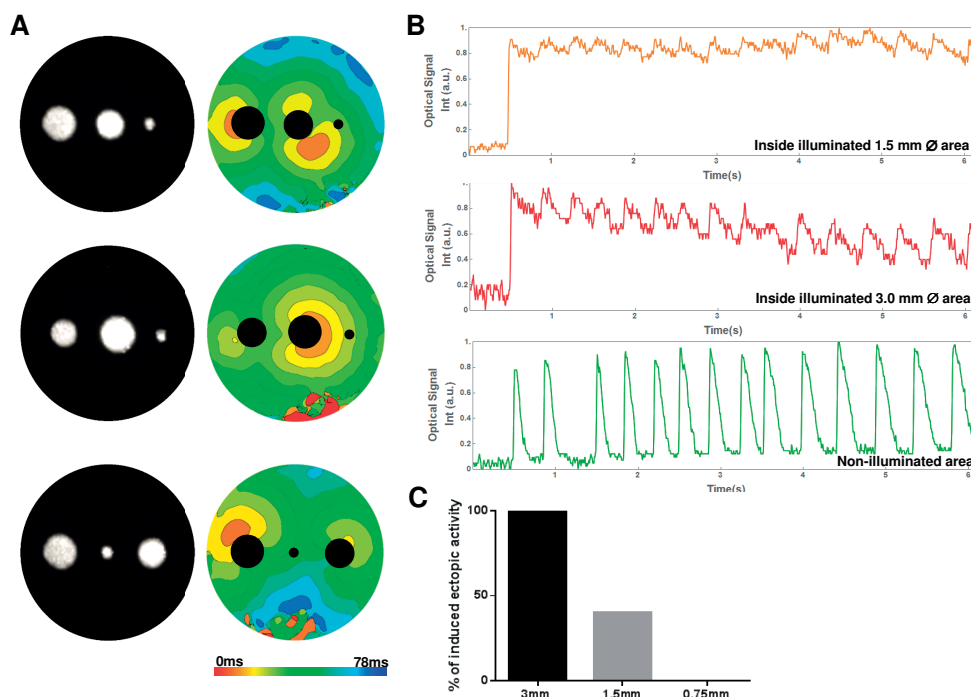 A
0ms
78ms
B
Optical Signal
Int (a.u.)
1.
0.8
0.6
0.4
0.2
0
1
2
3
4
5
6
Inside illuminated 1.5 mm Ø area
Time(s)
Optical Signal
Int (a.u.)
1.
0.8
0.6
0.4
0.2
0
1
2
3
4
5
6
Inside illuminated 3.0 mm Ø area
Time(s)
Optical Signal
Int (a.u.)
1.
0.8
0.6
0.4
0.2
0
1
2
3
4
5
6
Non-illuminated area
Time(s)
C
% of induced ectopic activity
100
50
0
3mm
1.5mm
0.75mm